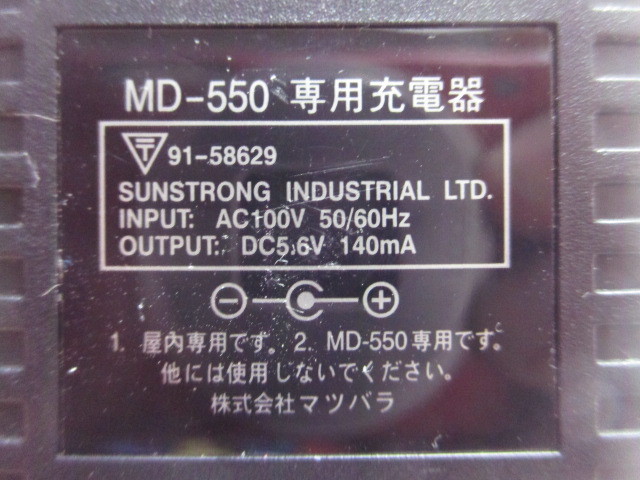 MD-550 専用充電器
〒 91-58629
SUNSTRONG INDUSTRIAL LTD.
INPUT: AC100V 50/60Hz
OUTPUT: DC5.6V 140mA
1. 屋内専用です。2. MD-550専用です。
他には使用しないでください。
株式会社マツバラ